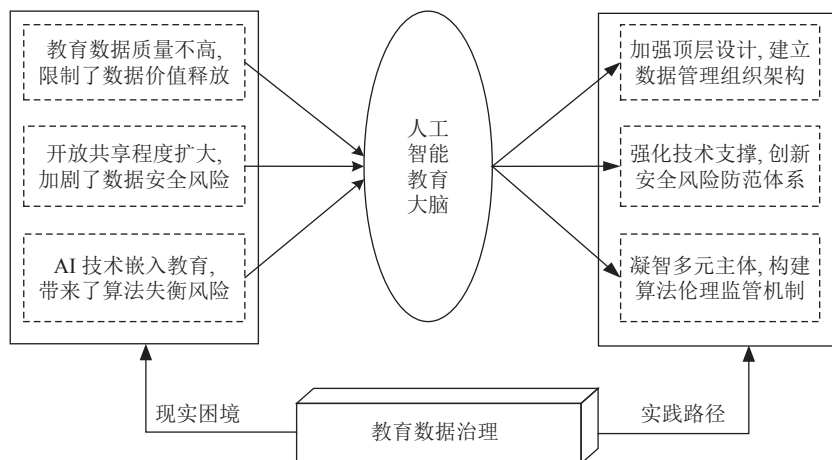 教育数据质量不高,
限制了数据价值释放
开放共享程度扩大,
加剧了数据安全风险
AI 技术嵌入教育,
带来了算法失衡风险
人工
智能
教育
大脑
加强顶层设计, 建立
数据管理组织架构
强化技术支撑, 创新
安全风险防范体系
凝智多元主体, 构建
算法伦理监管机制
现实困境
教育数据治理
实践路径